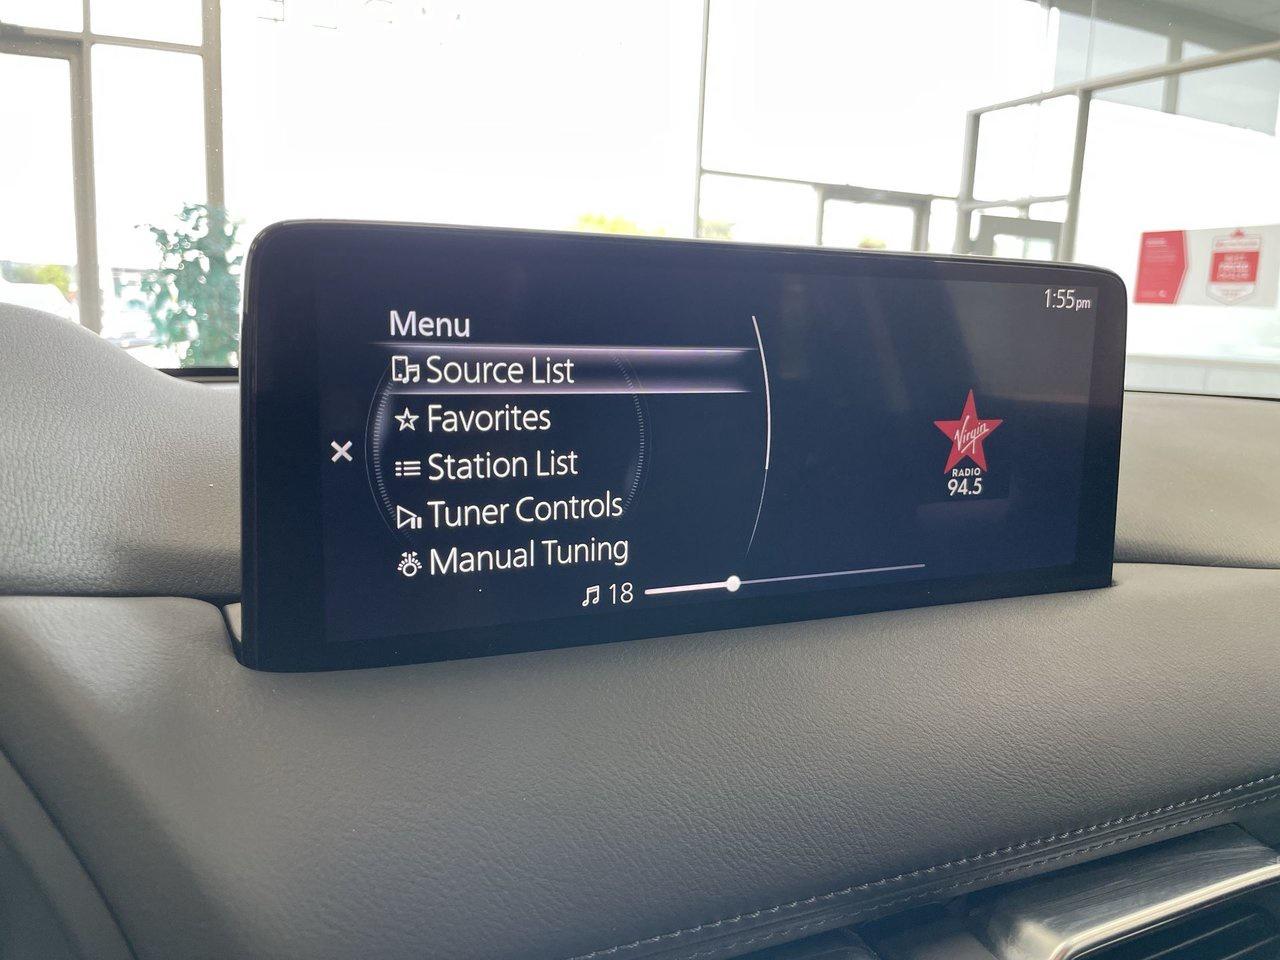 1:55pm
Menu
Source List
Favorites
Station List
Tuner Controls
Manual Tuning
18
Virgin
RADIO
94.5